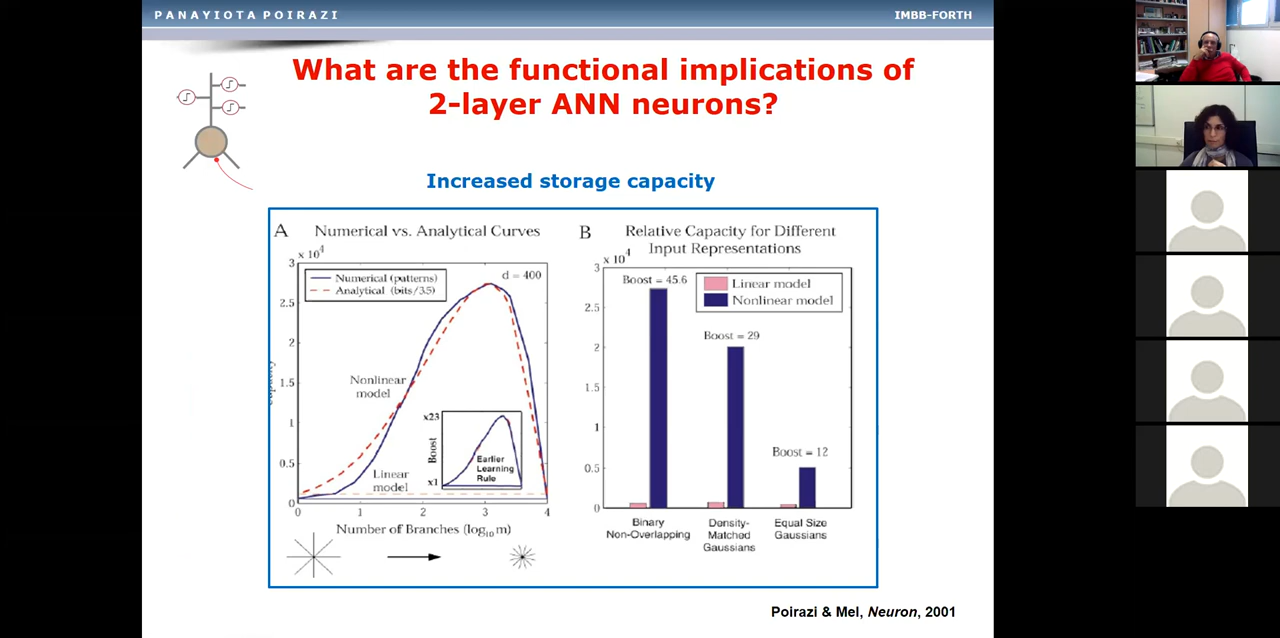 PANAYIOTA POIRAZI
IMBB-FORTH
What are the functional implications of
2-layer ANN neurons?
Increased storage capacity
A
Numerical vs. Analytical Curves
x 10^4
3
2.5
2
1.5
1
0.5
0
Numerical (patterns)
Analytical (bits/35)
d = 400
Nonlinear
model
Linear
model
x23
Boost
x1
Earlier
Learning
Rule
0 1 2 3 4
Number of Branches (log10 m)
B
Relative Capacity for Different
Input Representations
x 10^4
3
2.5
2
1.5
1
0.5
0
Boost = 45.6
Linear model
Nonlinear model
Boost = 29
Boost = 12
Binary
Non-Overlapping
Density-
Matched
Gaussians
Equal Size
Gaussians
Poirazi & Mel, Neuron, 2001